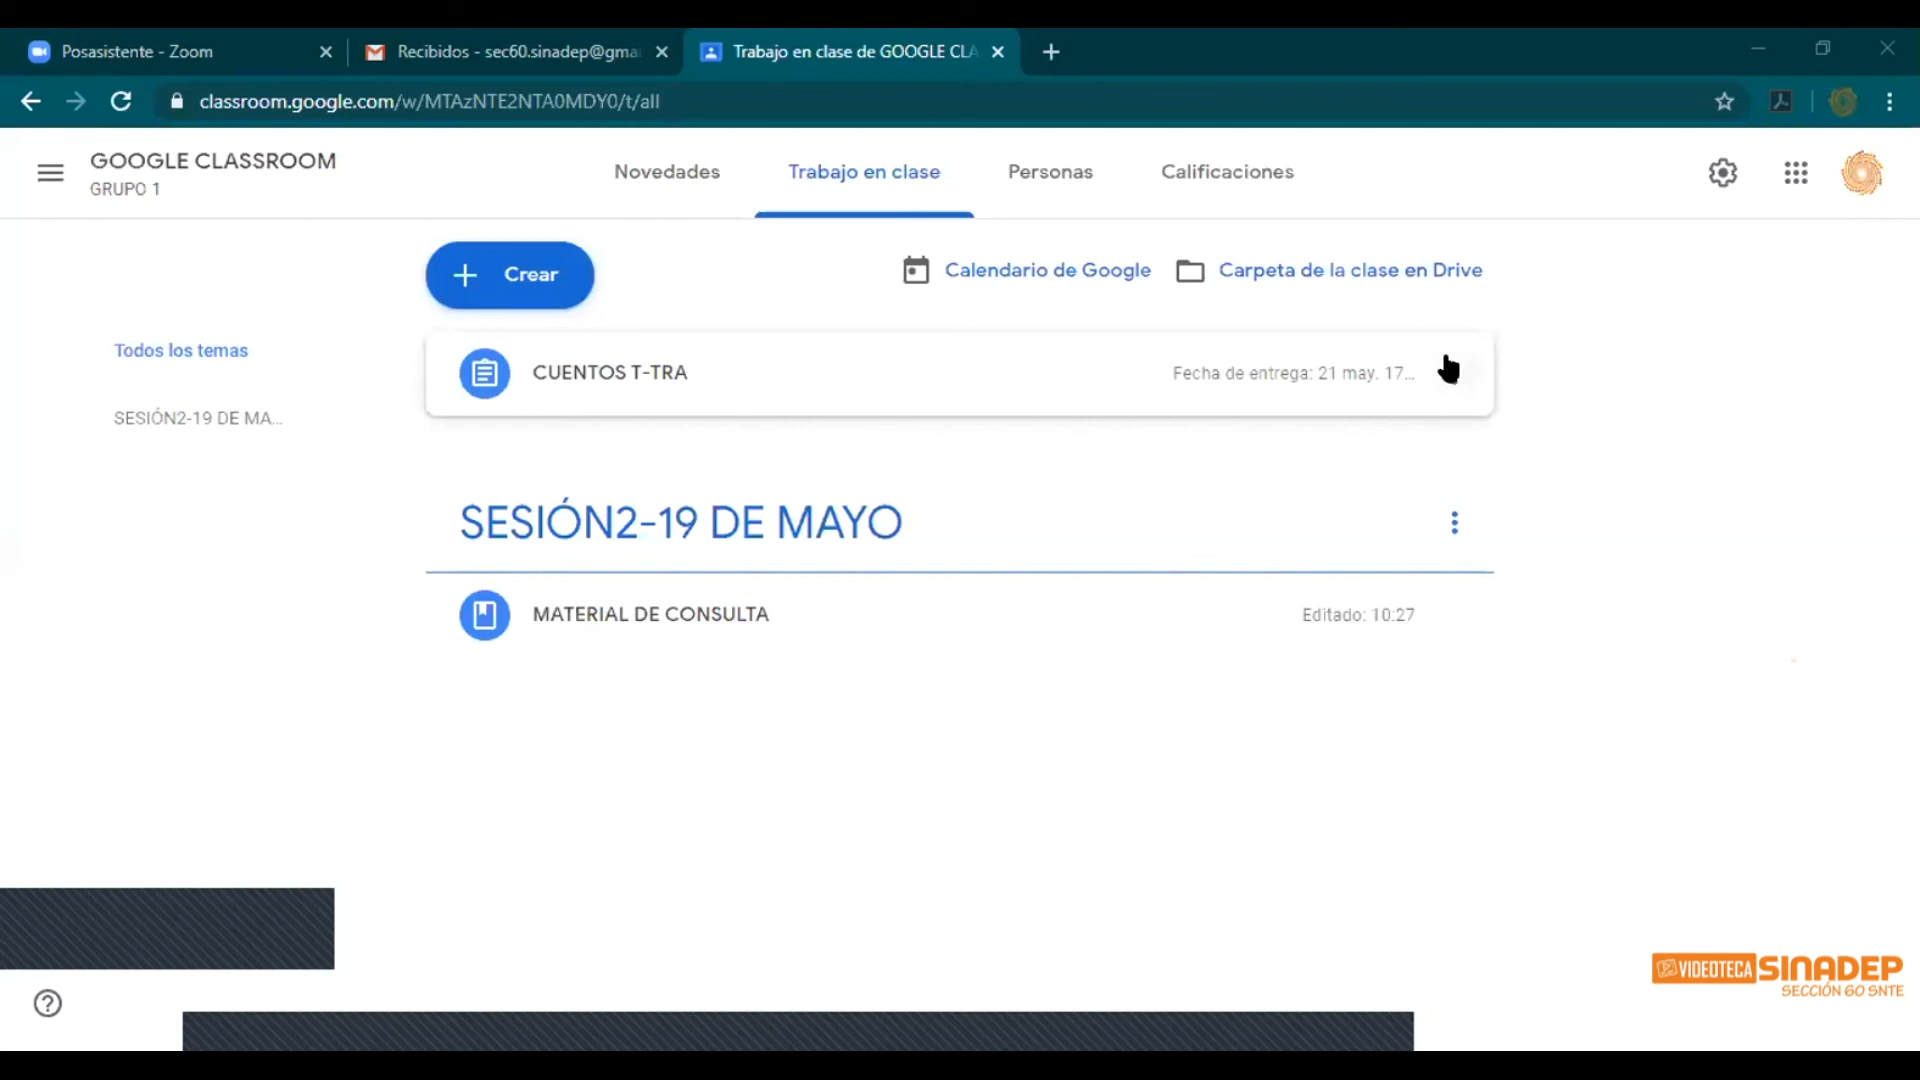 Posasistente - Zoom
Recibidos - sec60.sinadep@gma
Trabajo en clase de GOOGLE CLA
classroom.google.com/w/MTAzNTE2NTA0MDY0/t/all
GOOGLE CLASSROOM
GRUPO 1
Novedades
Trabajo en clase
Personas
Calificaciones
Crear
Calendario de Google
Carpeta de la clase en Drive
Todos los temas
SESIÓN2-19 DE MA...
CUENTOS T-TRA
Fecha de entrega: 21 may. 17...
SESIÓN2-19 DE MAYO
MATERIAL DE CONSULTA
Editado: 10:27
VIDEOTECA SINADEP
SECCIÓN 60 SNTE